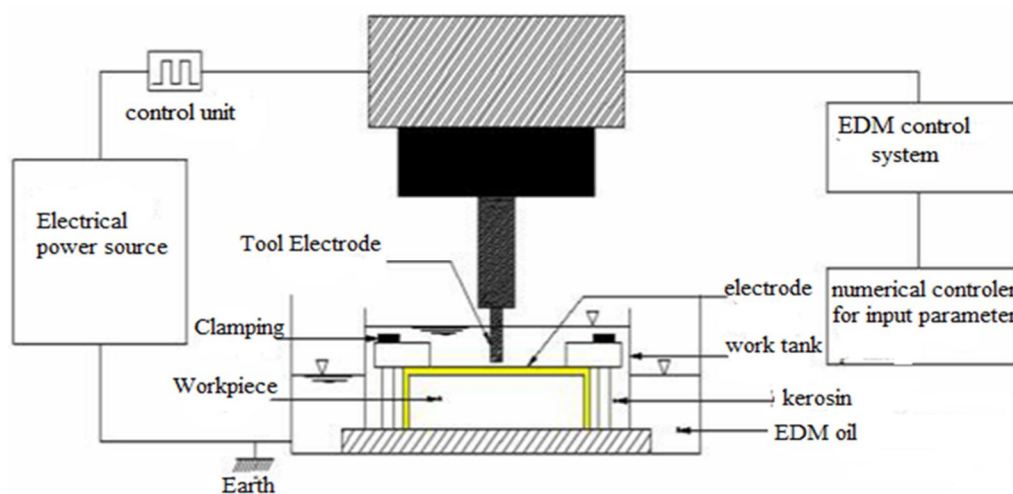 control unit
EDM control
system
Electrical
power source
Tool Electrode
electrode
numerical controler
for input parameter
Clamping
work tank
Workpiece
kerosin
EDM oil
Earth